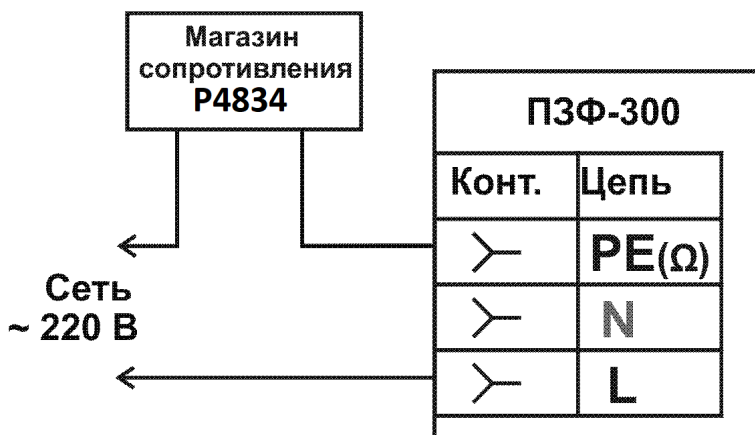 Магазин
сопротивления
Р4834
ПЗФ-300
Конт. Цепь
PE(Ω)
N
L
Сеть
~ 220 В